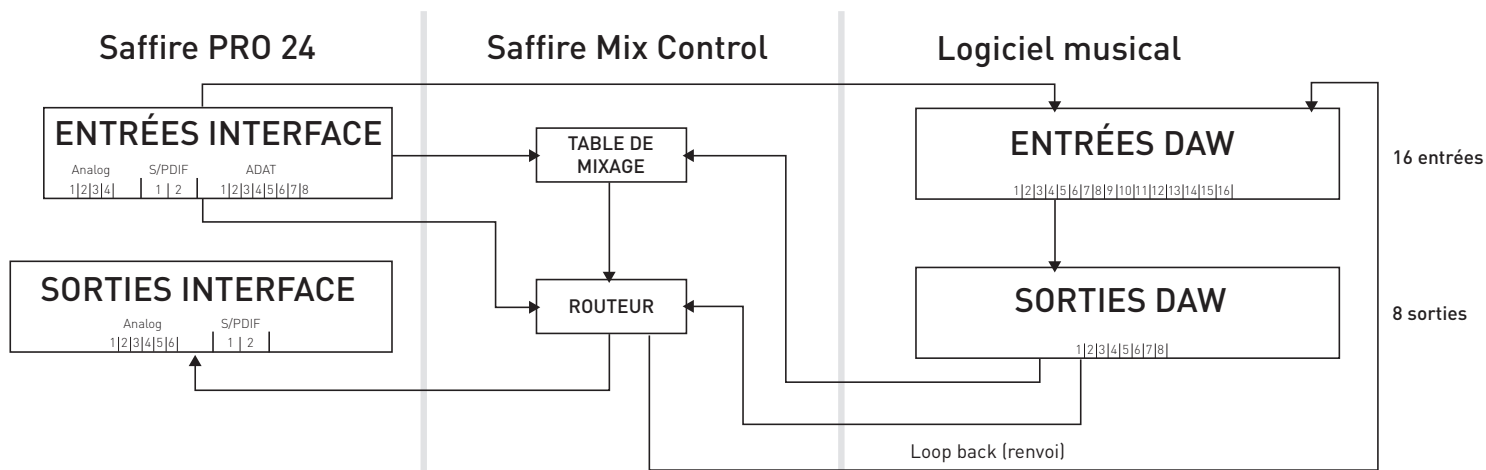 Saffire PRO 24
Saffire Mix Control
Logiciel musical
ENTRÉES INTERFACE
Analog S/PDIF ADAT
1|2|3|4| 1 2 1|2|3|4|5|6|7|8
TABLE DE
MIXAGE
ENTRÉES DAW
1|2|3|4|5|6|7|8|9|10|11|12|13|14|15|16|
16 entrées
SORTIES INTERFACE
Analog S/PDIF
1|2|3|4|5|6| 1 2
ROUTEUR
SORTIES DAW
1|2|3|4|5|6|7|8|
8 sorties
Loop back (renvoi)